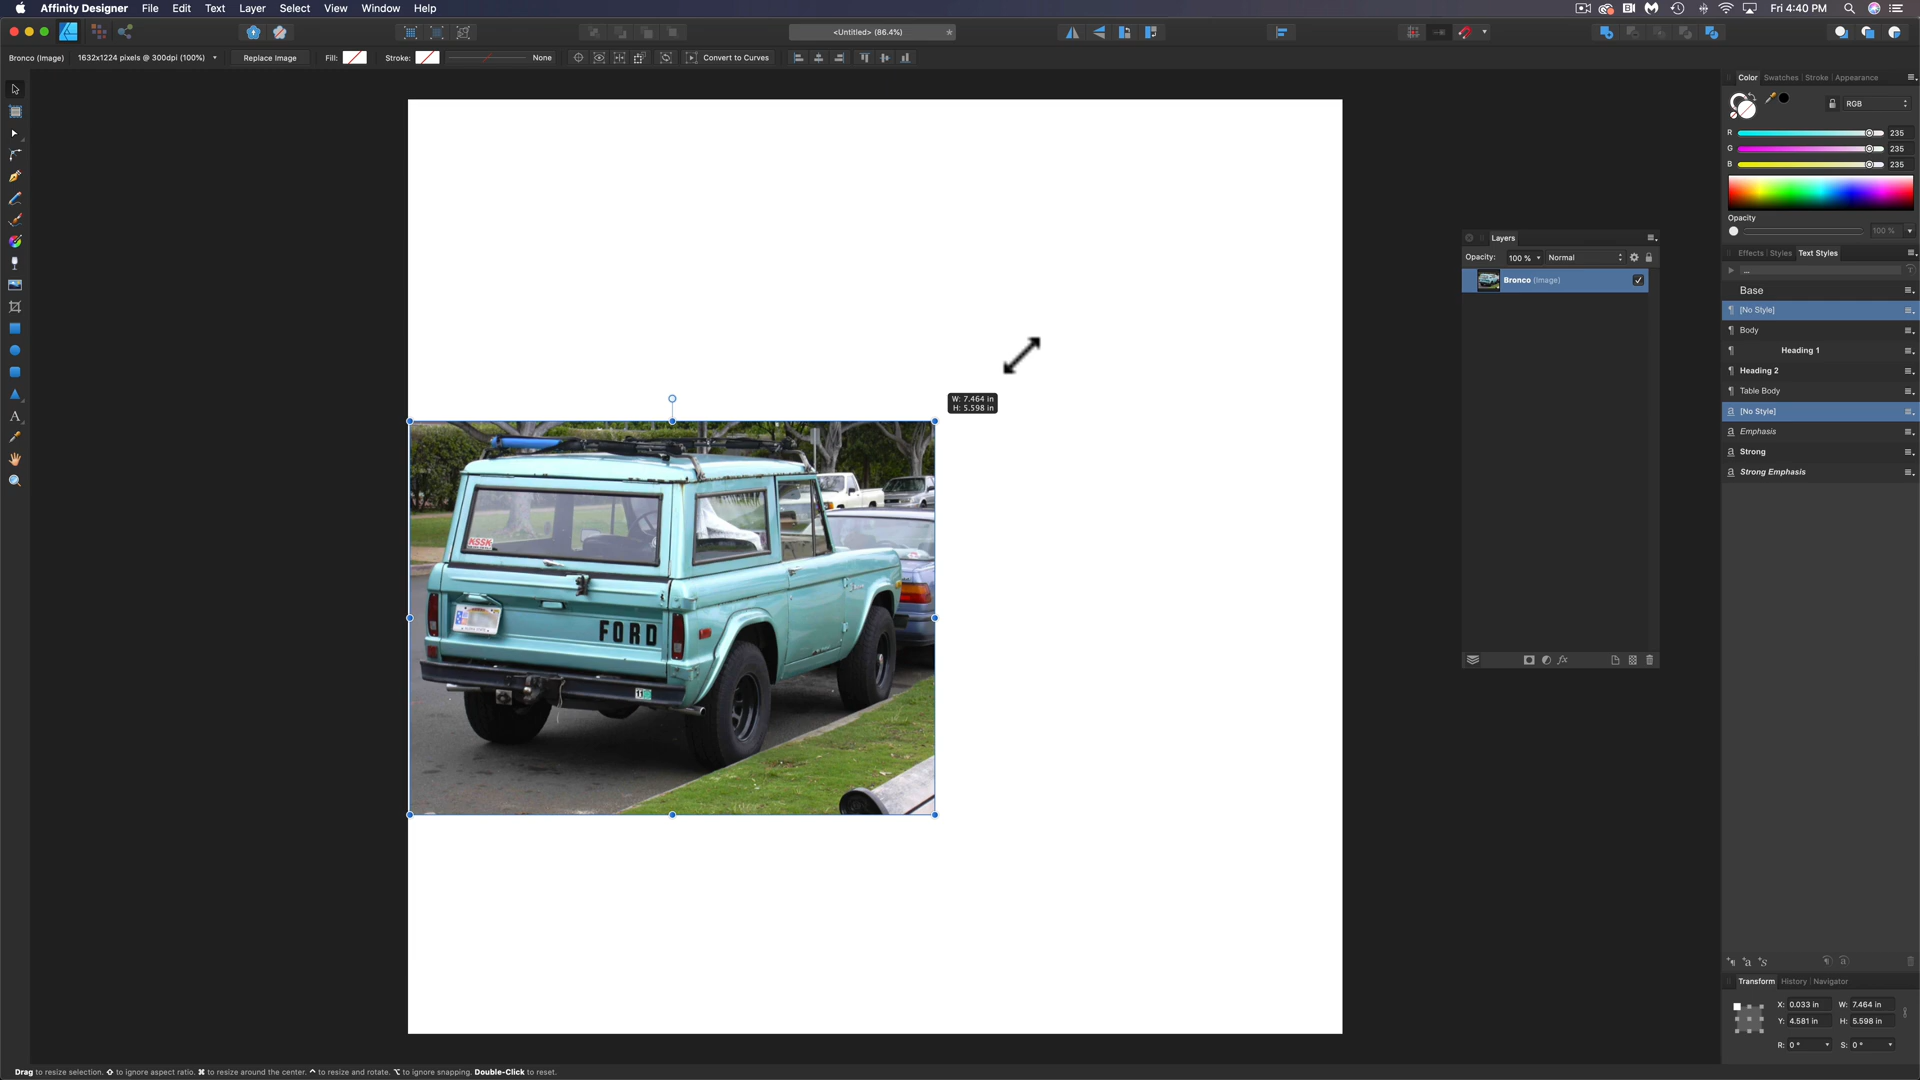 Affinity Designer File Edit Text Layer Select View Window Help
Fri 4:40 PM
<Untitled> (86.4%)
Bronco (Image) 1632x1224 pixels @ 300dpi (100%) Replace Image Fill: Stroke: None Convert to Curves
Color Swatches Stroke Appearance
RGB
R 235
G 235
B 235
Opacity
100 %
Effects Styles Text Styles
...
Base
[No Style]
Body
Heading 1
Heading 2
Table Body
[No Style]
Emphasis
Strong
Strong Emphasis
Layers
Opacity: 100 % Normal
Bronco (Image)
W: 7.464 in
H: 5.598 in
KSSK
FORD
11
Transform History Navigator
X: 0.033 in W: 7.464 in
Y: 4.581 in H: 5.598 in
R: 0 ° S: 0 °
Drag to resize selection. ⇧ to ignore aspect ratio. ⌘ to resize around the center. ^ to resize and rotate. ⌥ to ignore snapping. Double-Click to reset.